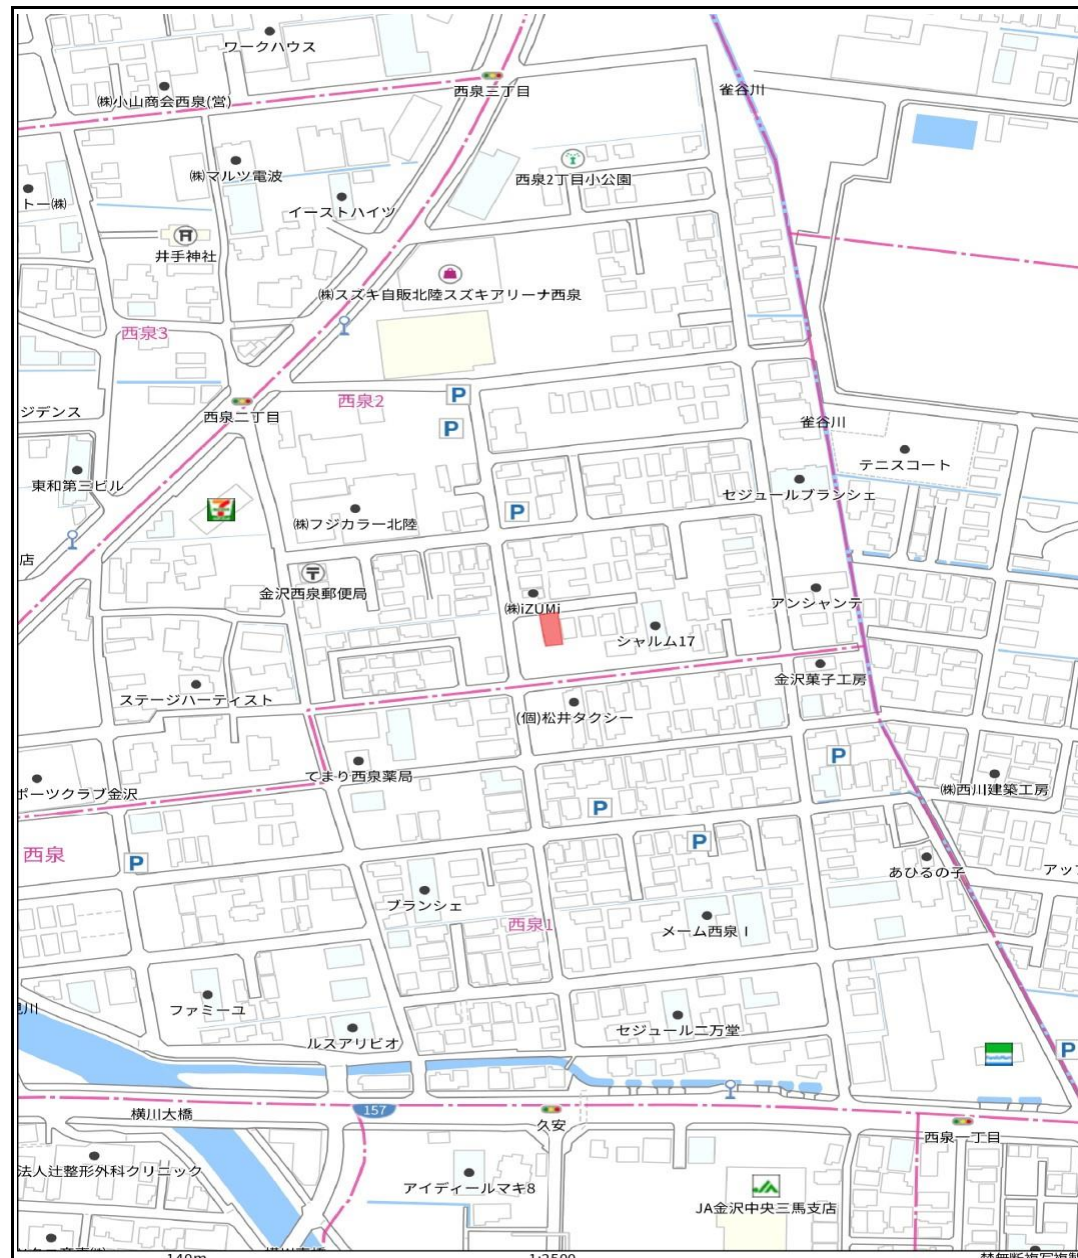 ワークハウス
西泉三丁目
㈱小山商会西泉(営)
雀谷川
㈱マルツ電波
西泉2丁目小公園
トー㈱
イーストハイツ
井手神社
㈱スズキ自販北陸スズキアリーナ西泉
西泉3
西泉2
P
ジデンス
西泉二丁目
雀谷川
P
テニスコート
東和第三ビル
セジュールブランシェ
7
P
㈱フジカラー北陸
店
金沢西泉郵便局
㈱iZUMi
アンシャンテ
シャルム17
金沢菓子工房
ステージハーティスト
(個)松井タクシー
てまり西泉薬局
P
ポーツクラブ金沢
㈱西川建築工房
P
P
西泉
P
あひるの子
アッ
ブランシェ
西泉1
メーム西泉Ⅰ
ファミーユ
セジュール二万堂
ルスアリビオ
P
横川大橋
157
久安
西泉一丁目
法人辻整形外科クリニック
アイディールマキ8
JA金沢中央三馬支店
140m
1:2500